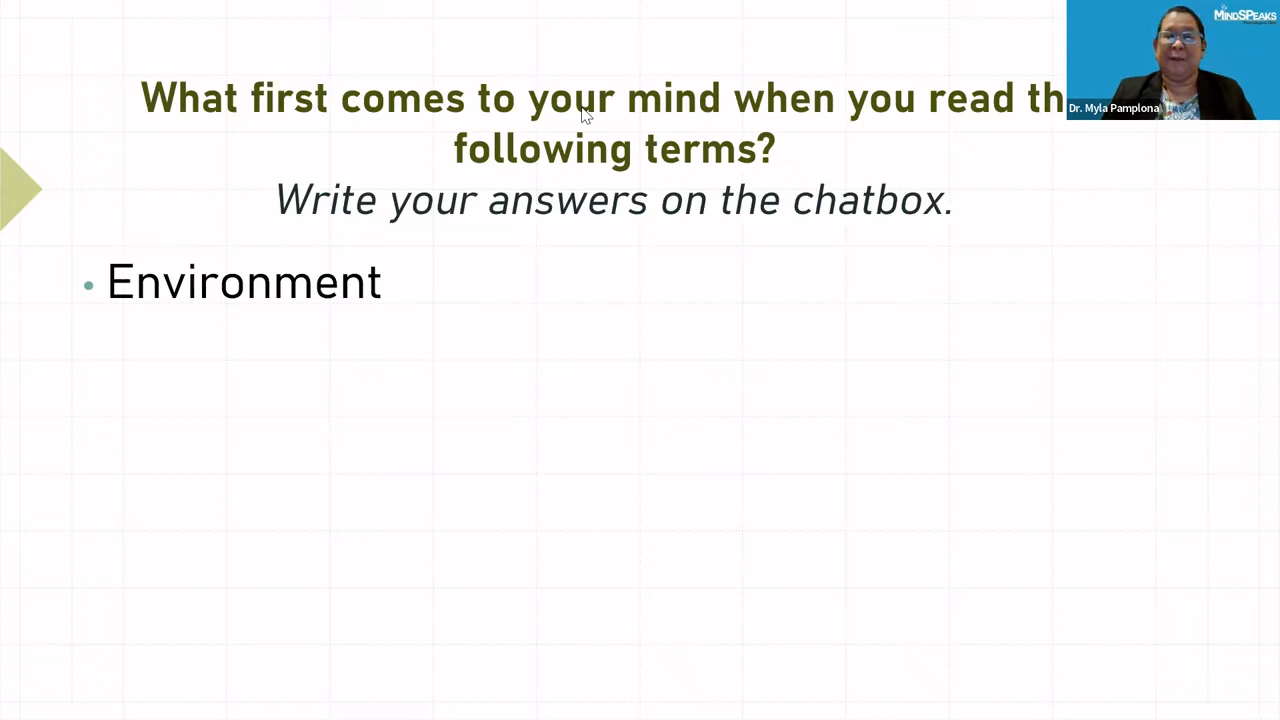 What first comes to your mind when you read th
following terms?
Write your answers on the chatbox.
• Environment
MINDSPEAKS
Dr. Myla Pamplona